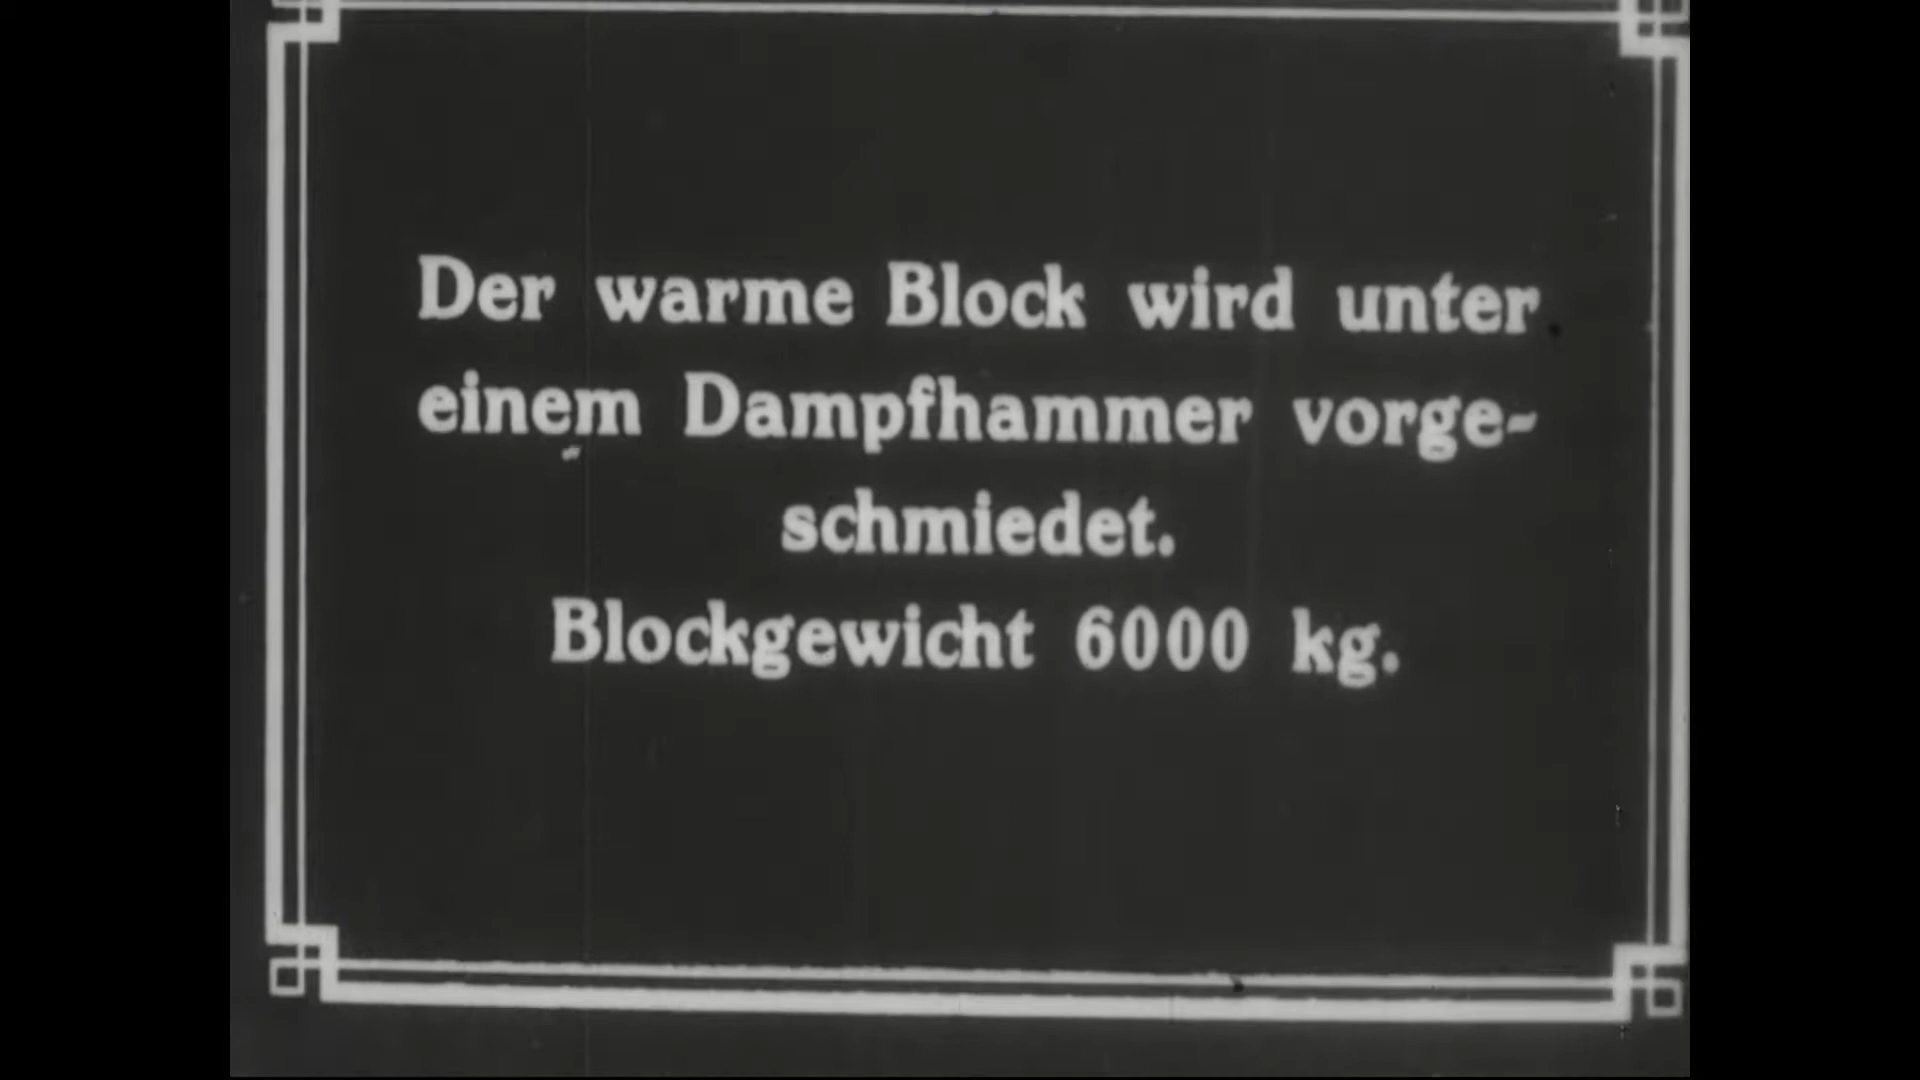 Der warme Block wird unter
einem Dampfhammer vorge-
schmiedet.
Blockgewicht 6000 kg.